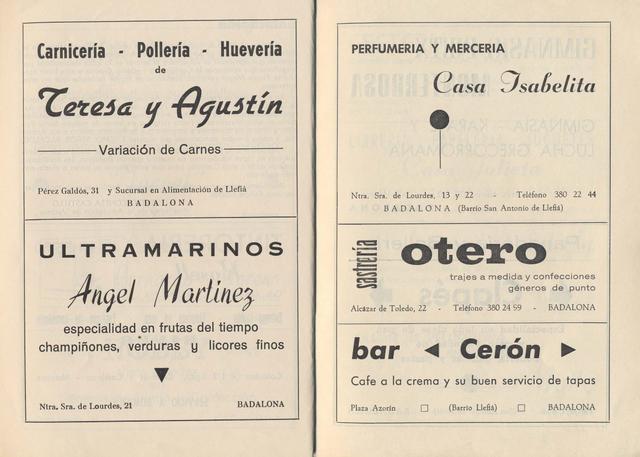 Carnicería - Pollería - Huevería
de
Teresa y Agustín
Variación de Carnes
Pérez Galdós, 31 y Sucursal en Alimentación de Llefiá
BADALONA
ULTRAMARINOS
Angel Martinez
especialidad en frutas del tiempo
champiñones, verduras y licores finos
Ntra. Sra. de Lourdes, 21 BADALONA
PERFUMERIA Y MERCERIA
Casa Isabelita
Ntra. Sra. de Lourdes, 13 y 22 - Teléfono 380 22 44
BADALONA (Barrio San Antonio de Llefiá)
sastrería otero
trajes a medida y confecciones
géneros de punto
Alcázar de Toledo, 22 - Teléfono 380 24 59 - BADALONA
bar ◄ Cerón ►
Cafe a la crema y su buen servicio de tapas
Plaza Azorín □ (Barrio Llefiá) □ BADALONA